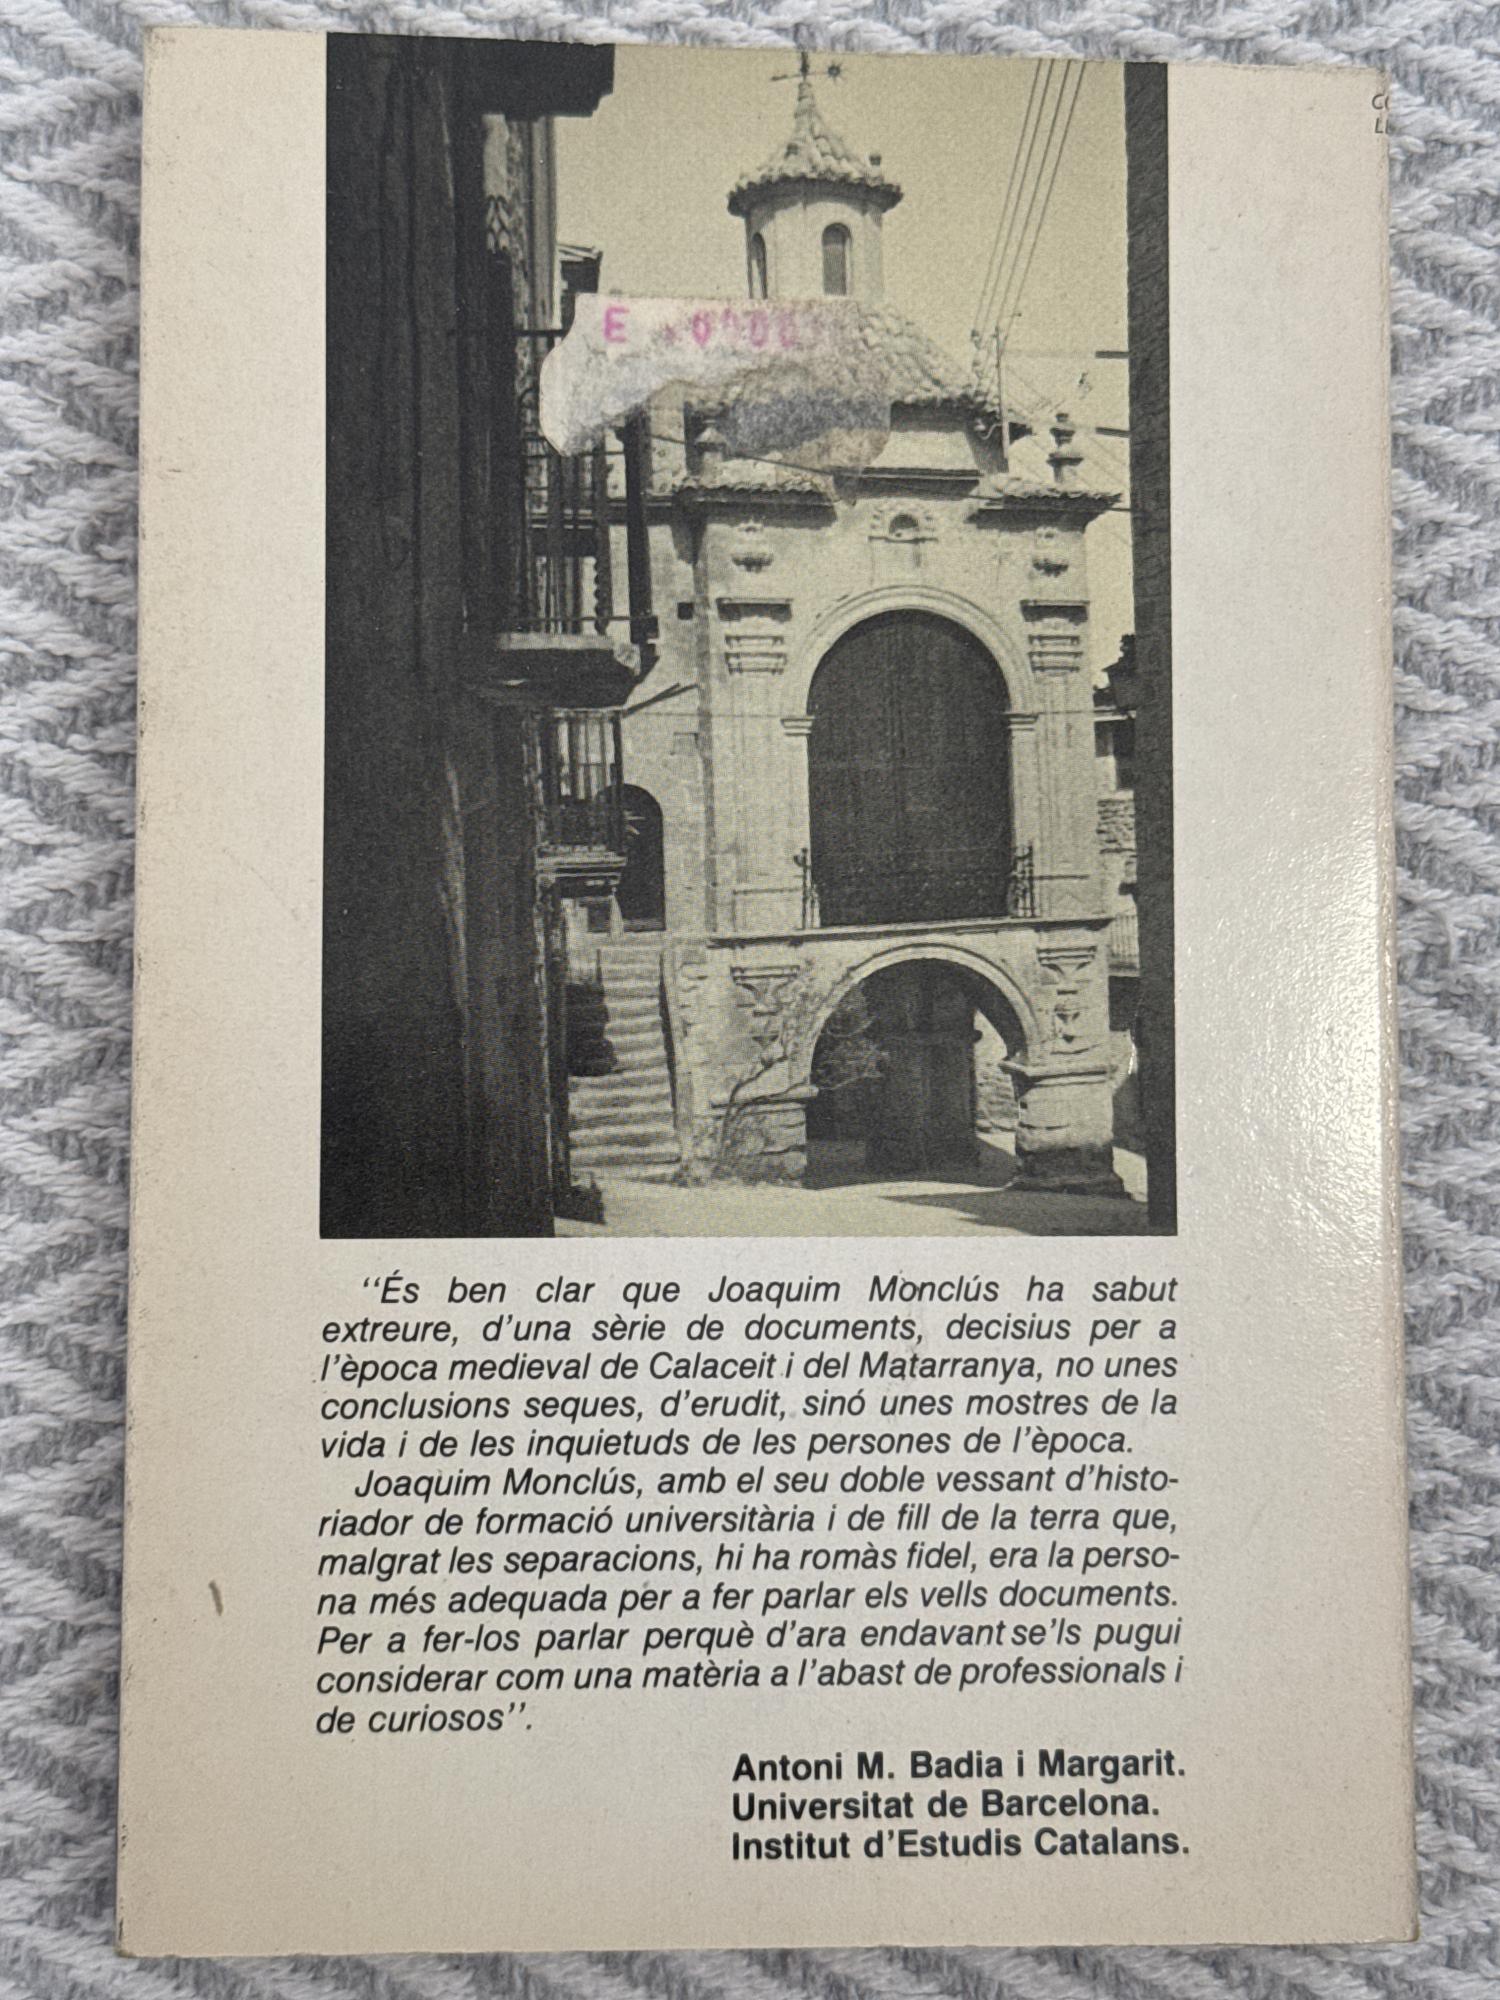 E
"És ben clar que Joaquim Monclús ha sabut
extreure, d'una sèrie de documents, decisius per a
l'època medieval de Calaceit i del Matarranya, no unes
conclusions seques, d'erudit, sinó unes mostres de la
vida i de les inquietuds de les persones de l'època.
Joaquim Monclús, amb el seu doble vessant d'histo-
riador de formació universitària i de fill de la terra que,
malgrat les separacions, hi ha romàs fidel, era la perso-
na més adequada per a fer parlar els vells documents.
Per a fer-los parlar perquè d'ara endavant se'ls pugui
considerar com una matèria a l'abast de professionals i
de curiosos".
Antoni M. Badia i Margarit.
Universitat de Barcelona.
Institut d'Estudis Catalans.